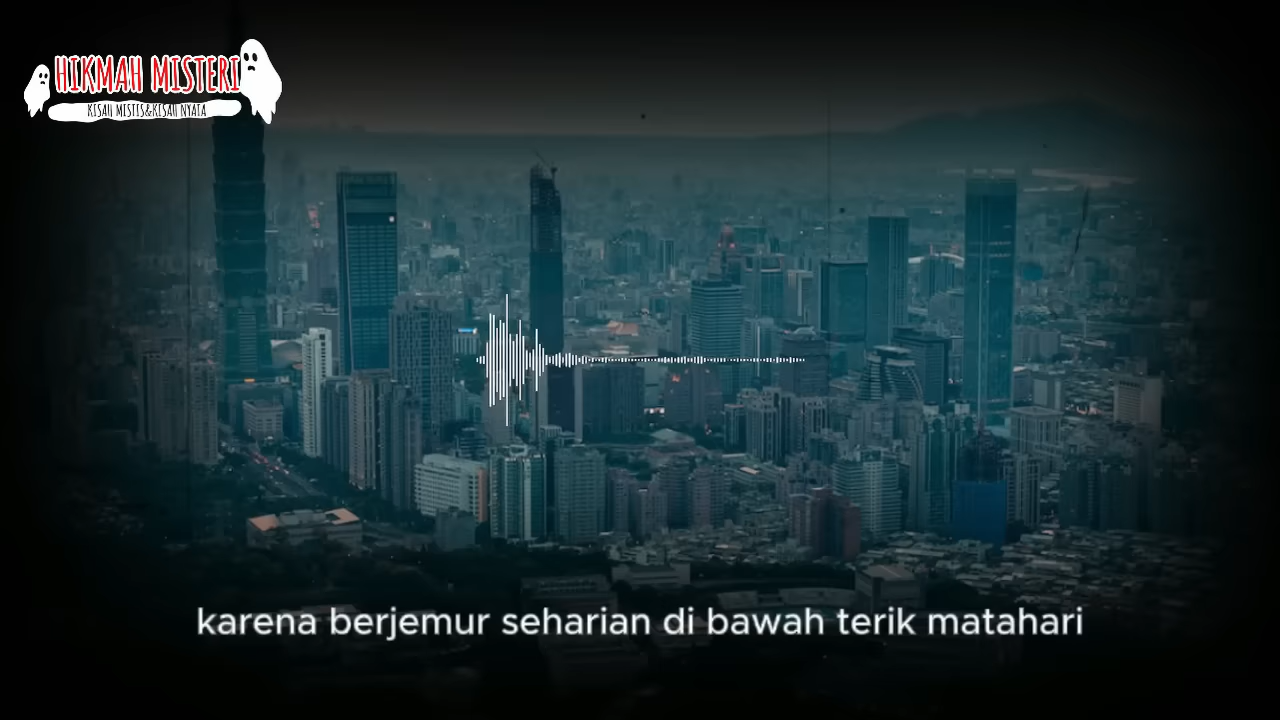 HIKMAH MISTERI
KISAH MISTIS&KISAH NYATA
karena berjemur seharian di bawah terik matahari